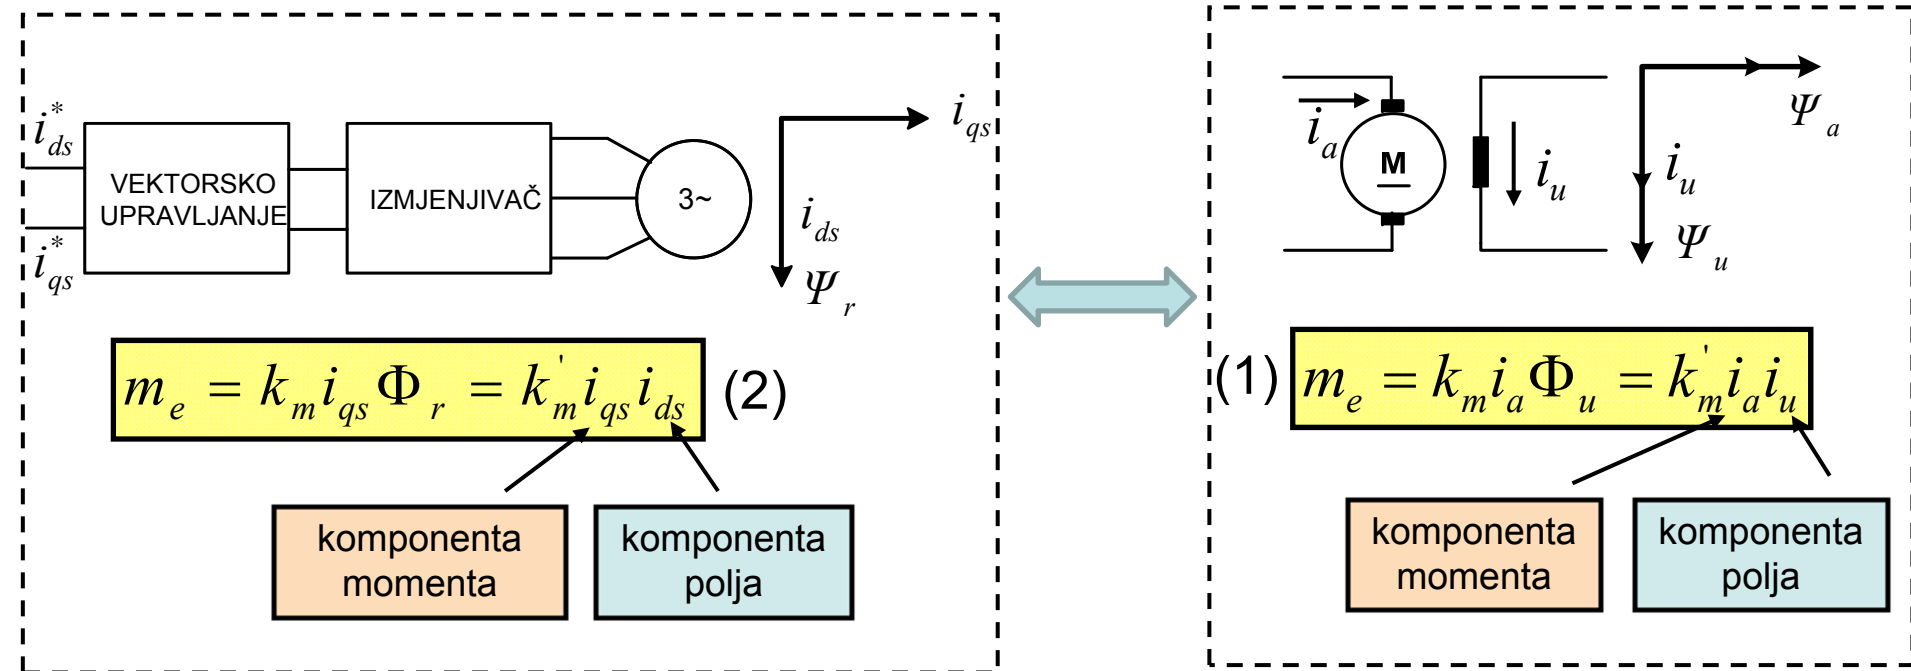 i*ds
VEKTORSKO
UPRAVLJANJE
i*qs
IZMJENJIVAČ
3~
iqs
ids
Ψr
me = km iqs Φr = k'm iqs ids (2)
komponenta
momenta
komponenta
polja
ia
M
iu
Ψa
iu
Ψu
(1) me = km ia Φu = k'm ia iu
komponenta
momenta
komponenta
polja